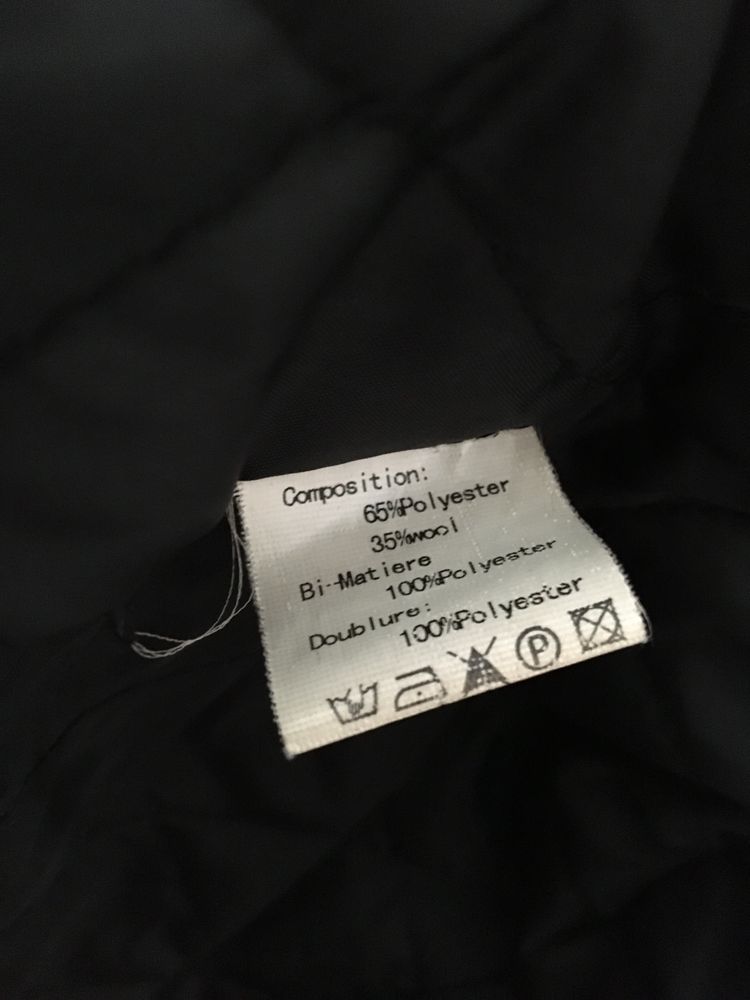 Composition:
65%Polyester
35%wool
Bi-Matiere
100%Polyester
Doublure:
100%Polyester
P